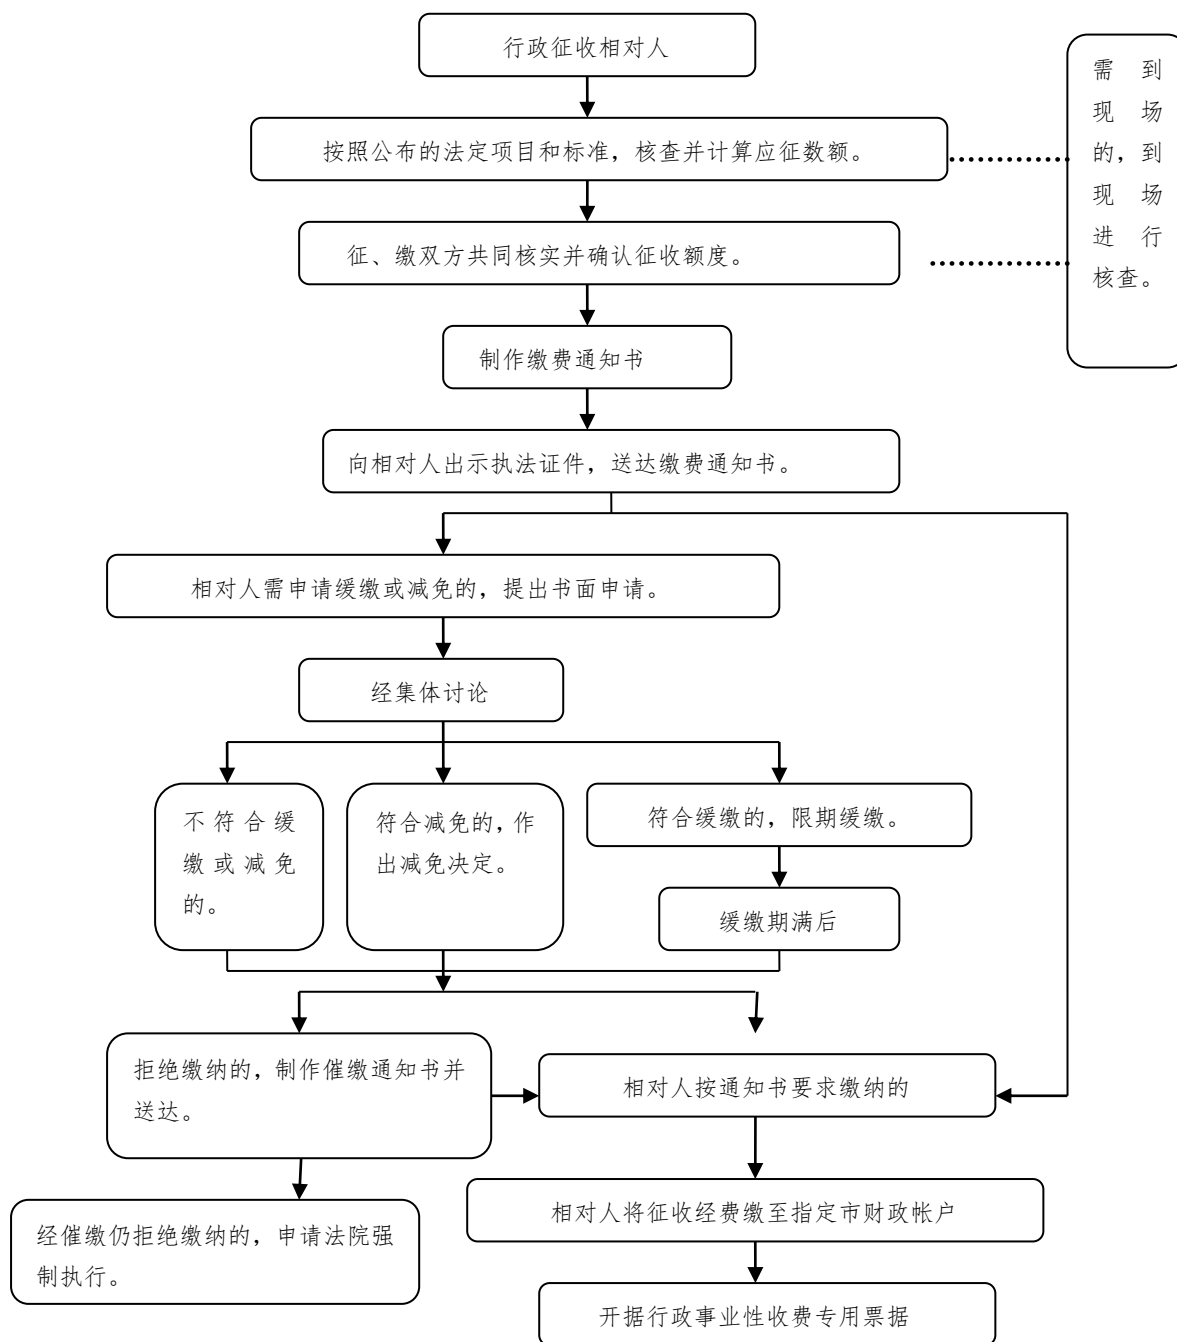 行政征收相对人
需到
现场
的，到
现场
进行
核查。
按照公布的法定项目和标准，核查并计算应征数额。
征、缴双方共同核实并确认征收额度。
制作缴费通知书
向相对人出示执法证件，送达缴费通知书。
相对人需申请缓缴或减免的，提出书面申请。
经集体讨论
不符合缓
缴或减免
的。
符合减免的，作
出减免决定。
符合缓缴的，限期缓缴。
缓缴期满后
拒绝缴纳的，制作催缴通知书并
送达。
相对人按通知书要求缴纳的
经催缴仍拒绝缴纳的，申请法院强
制执行。
相对人将征收经费缴至指定市财政帐户
开据行政事业性收费专用票据